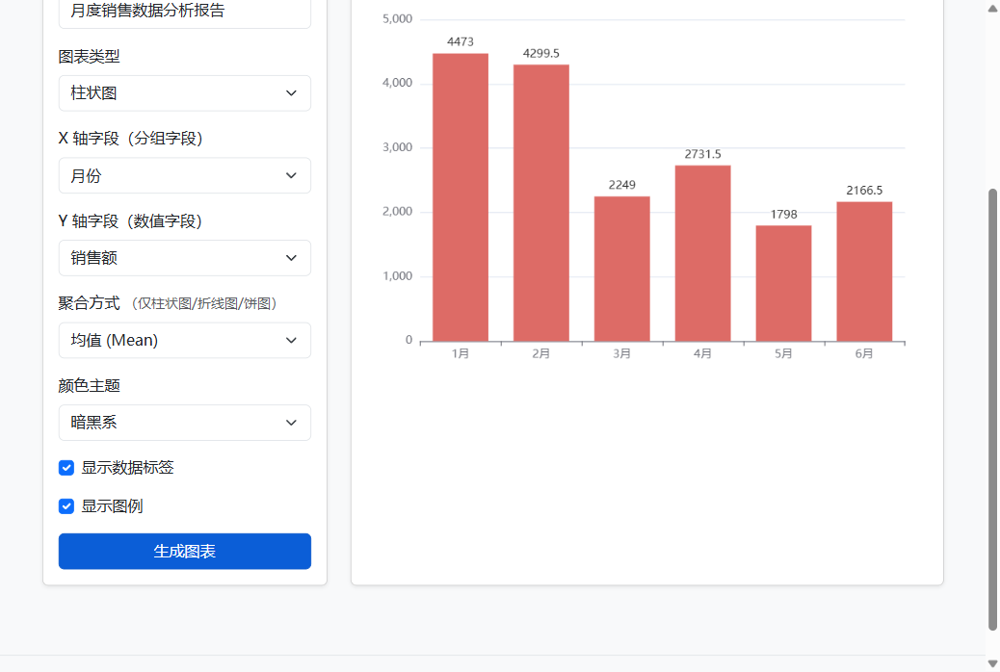 月度销售数据分析报告
图表类型
柱状图
X 轴字段（分组字段）
月份
Y 轴字段（数值字段）
销售额
聚合方式 （仅柱状图/折线图/饼图）
均值 (Mean)
颜色主题
暗黑系
显示数据标签
显示图例
生成图表
5,000
4,000
3,000
2,000
1,000
0
4473
4299.5
2249
2731.5
1798
2166.5
1月
2月
3月
4月
5月
6月